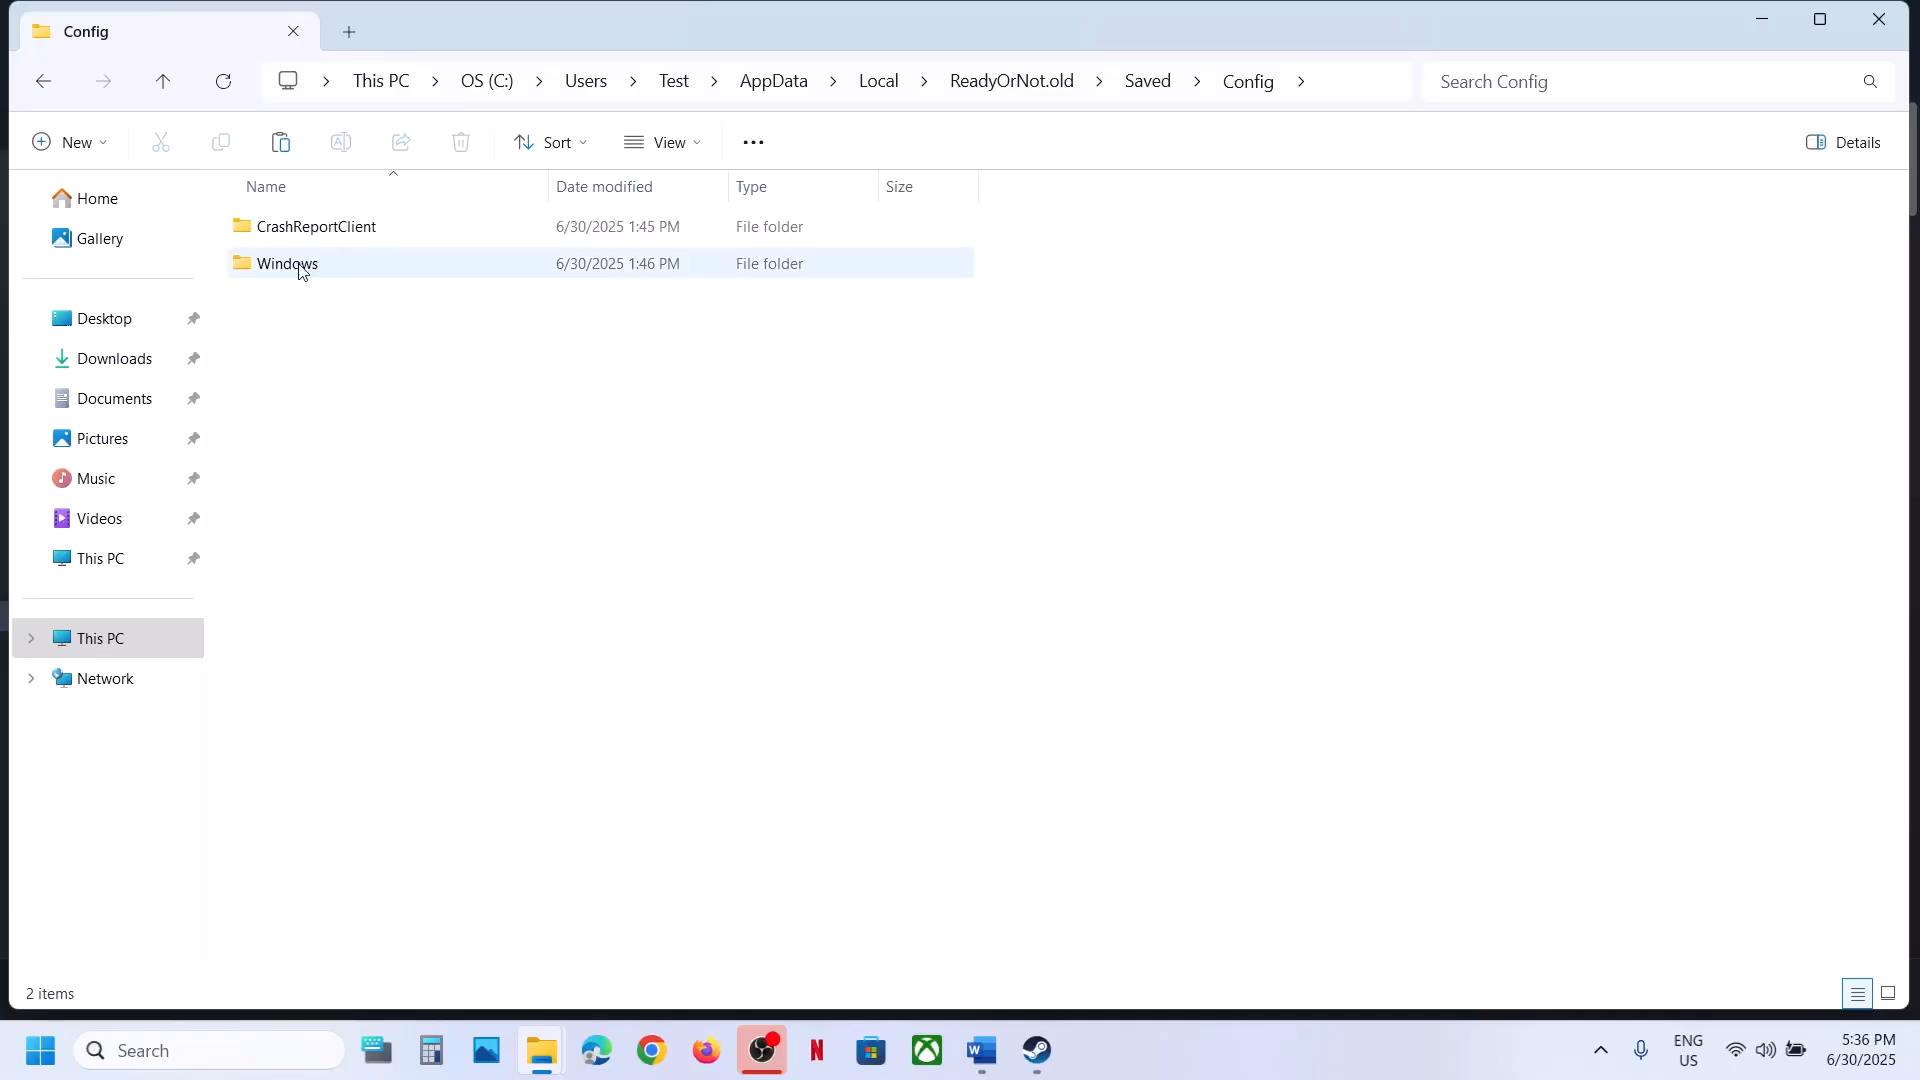 Config
This PC > OS (C:) > Users > Test > AppData > Local > ReadyOrNot.old > Saved > Config >
Search Config
New
Sort
View
Details
Name
Date modified
Type
Size
CrashReportClient 6/30/2025 1:45 PM File folder
Windows 6/30/2025 1:46 PM File folder
Home
Gallery
Desktop
Downloads
Documents
Pictures
Music
Videos
This PC
This PC
Network
2 items
Search
ENG
US
5:36 PM
6/30/2025